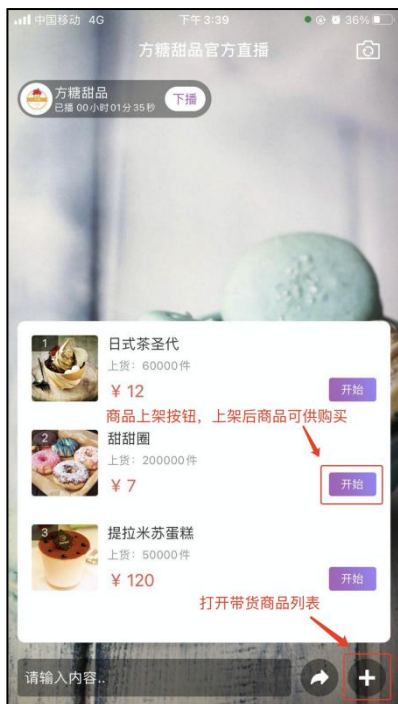 中国移动 4G 下午3:39 36%
方糖甜品官方直播
方糖甜品
已播 00小时01分35秒
下播
1
日式茶圣代
上货：60000件
¥ 12
开始
商品上架按钮，上架后商品可供购买
2
甜甜圈
上货：200000件
¥ 7
开始
3
提拉米苏蛋糕
上货：50000件
¥ 120
开始
打开带货商品列表
请输入内容..